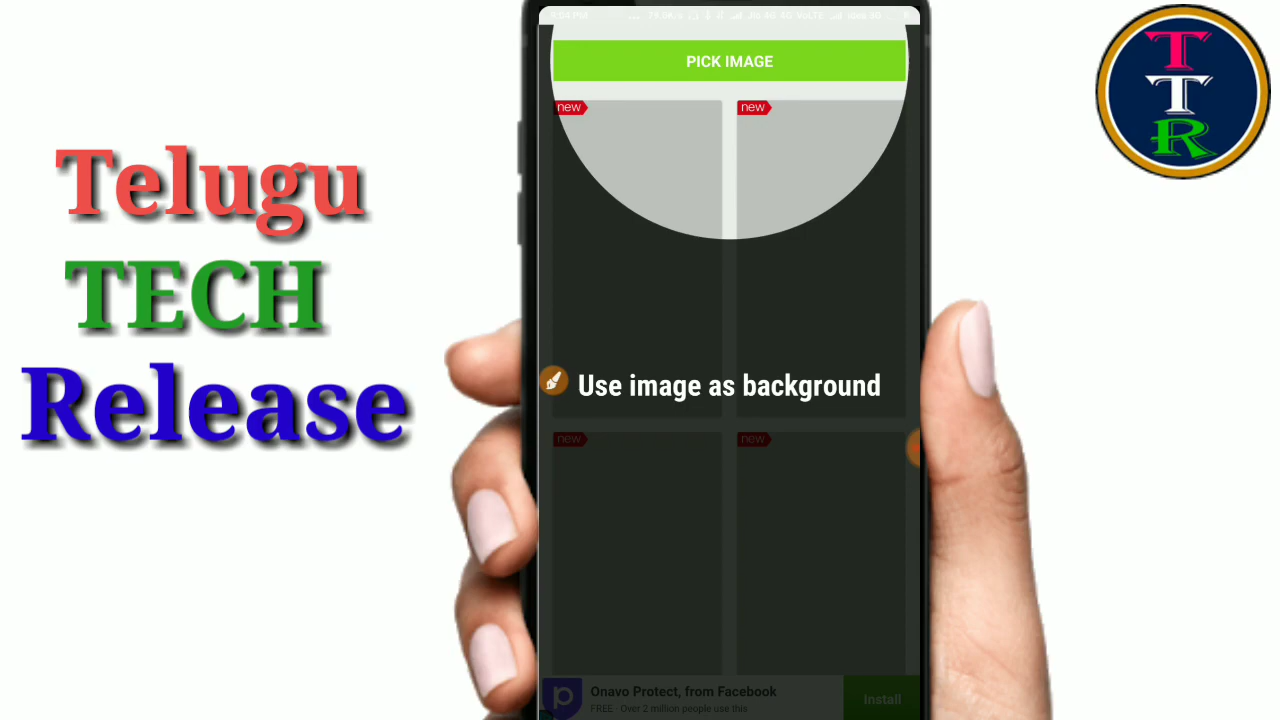 Telugu
TECH
Release
PICK IMAGE
new
new
Use image as background
new
new
Onavo Protect, from Facebook
FREE · Over 2 million people use this
Install
T
T
R